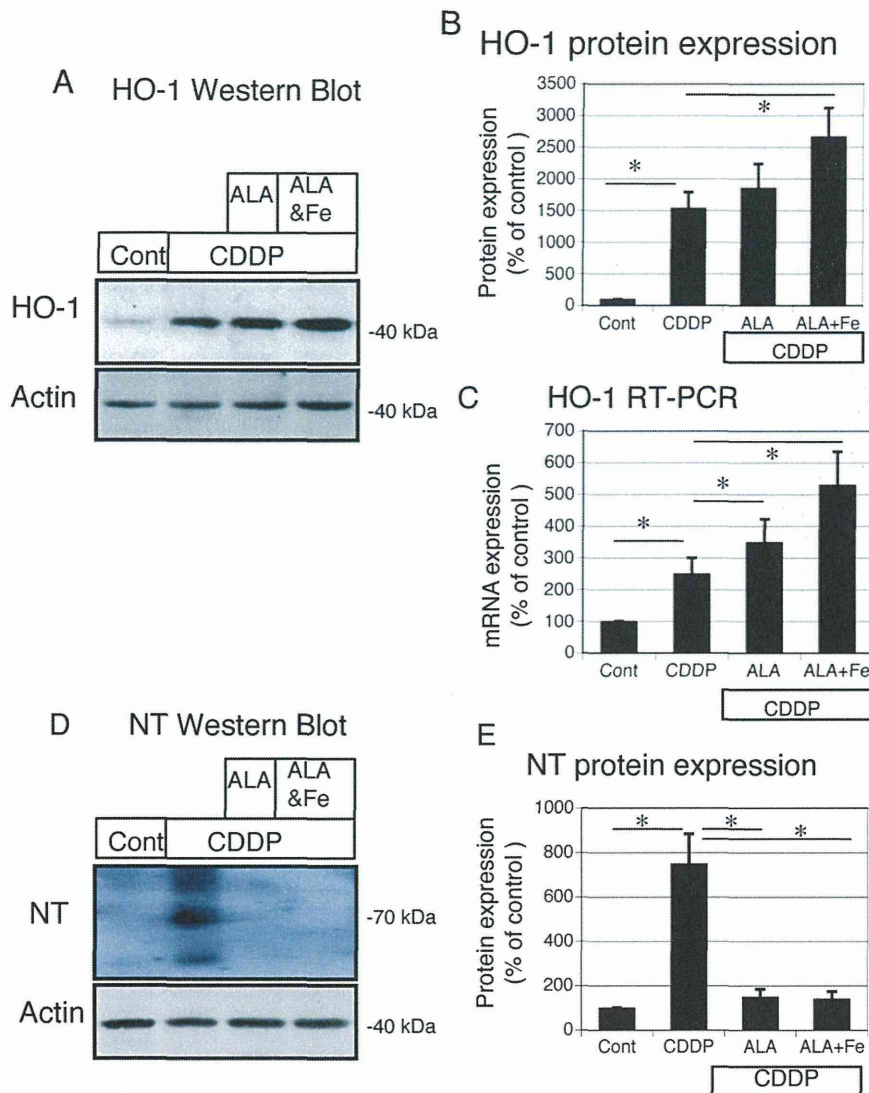 A HO-1 Western Blot
ALA
ALA
&Fe
Cont
CDDP
HO-1
-40 kDa
Actin
-40 kDa
B HO-1 protein expression
Protein expression
(% of control )
3500
3000
2500
2000
1500
1000
500
0
*
*
Cont CDDP ALA ALA+Fe
CDDP
C HO-1 RT-PCR
mRNA expression
(% of control )
700
600
500
400
300
200
100
0
*
*
*
Cont CDDP ALA ALA+Fe
CDDP
D NT Western Blot
ALA
ALA
&Fe
Cont
CDDP
NT
-70 kDa
Actin
-40 kDa
E
NT protein expression
Protein expression
(% of control )
1000
800
600
400
200
0
* * *
Cont CDDP ALA ALA+Fe
CDDP